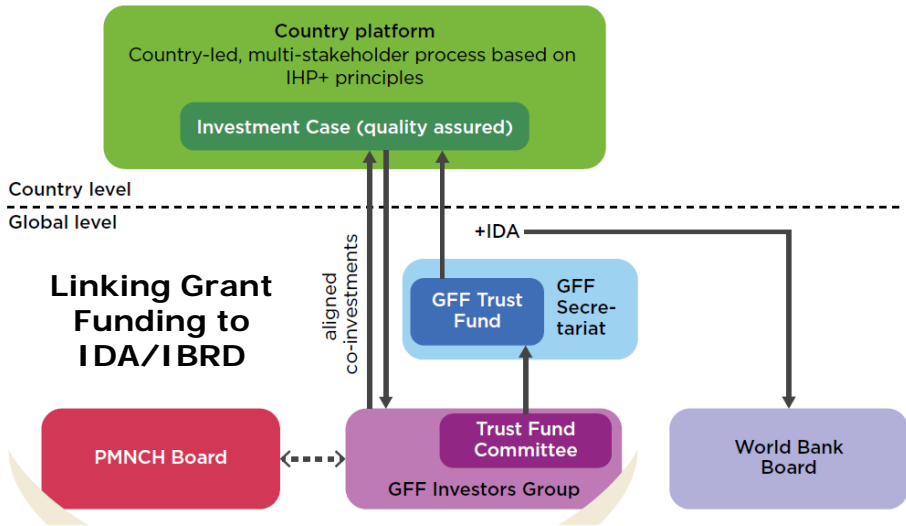 Country platform
Country-led, multi-stakeholder process based on
IHP+ principles
Investment Case (quality assured)
Country level
Global level
+IDA
aligned
co-investments
Linking Grant
Funding to
IDA/IBRD
GFF Trust
Fund
GFF
Secre-
tariat
PMNCH Board
Trust Fund
Committee
GFF Investors Group
World Bank
Board